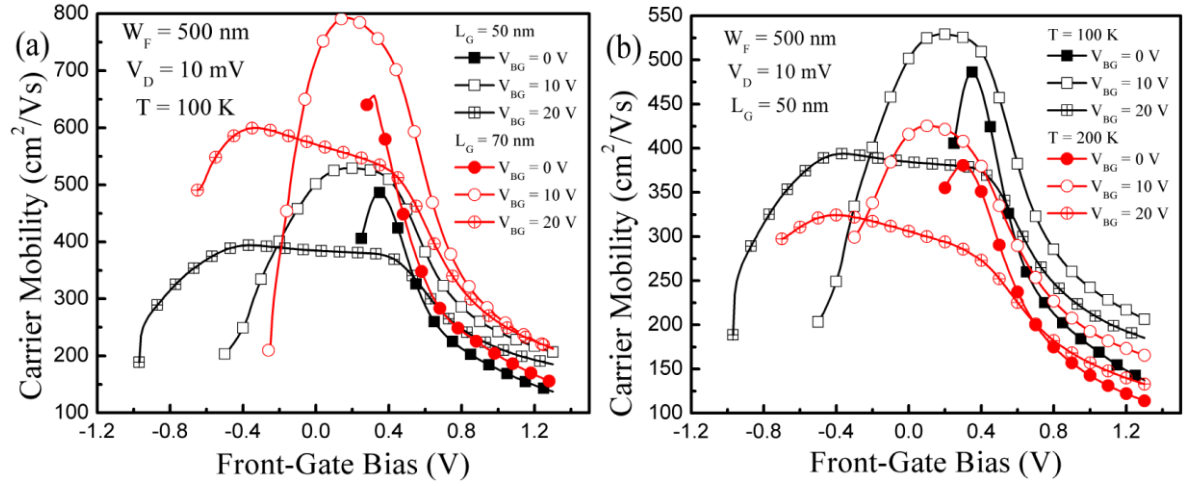 (a)
W_F = 500 nm
V_D = 10 mV
T = 100 K
L_G = 50 nm
V_BG = 0 V
V_BG = 10 V
V_BG = 20 V
L_G = 70 nm
V_BG = 0 V
V_BG = 10 V
V_BG = 20 V
Carrier Mobility (cm²/Vs)
800
700
600
500
400
300
200
100
-1.2 -0.8 -0.4 0.0 0.4 0.8 1.2
Front-Gate Bias (V)
(b)
W_F = 500 nm
V_D = 10 mV
L_G = 50 nm
T = 100 K
V_BG = 0 V
V_BG = 10 V
V_BG = 20 V
T = 200 K
V_BG = 0 V
V_BG = 10 V
V_BG = 20 V
Carrier Mobility (cm²/Vs)
550
500
450
400
350
300
250
200
150
100
-1.2 -0.8 -0.4 0.0 0.4 0.8 1.2
Front-Gate Bias (V)